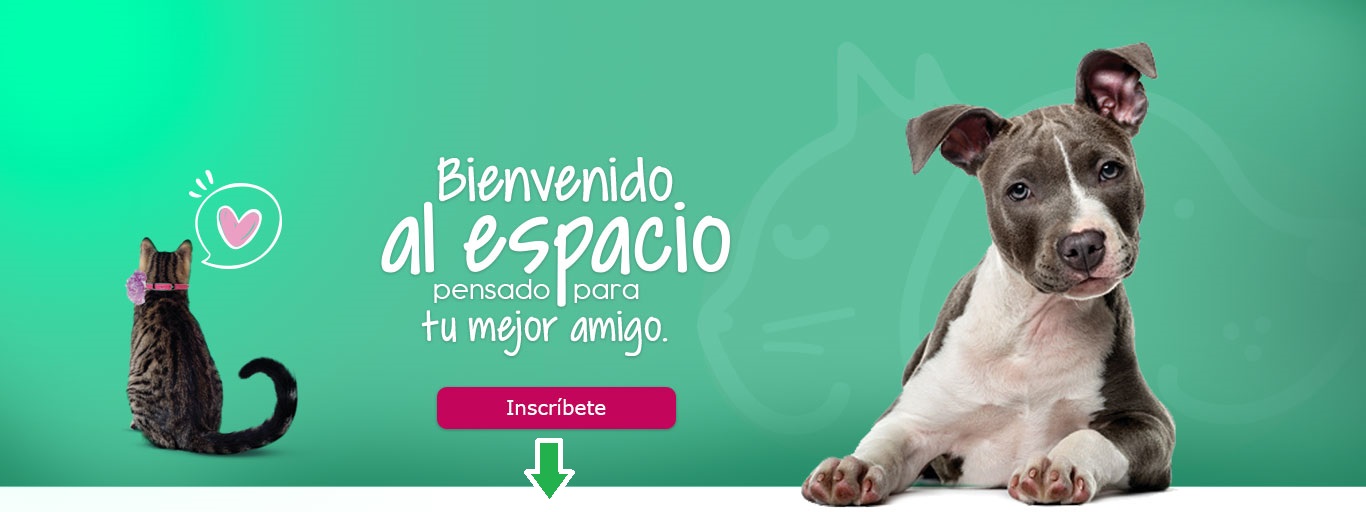 Bienvenido
al espacio
pensado para
tu mejor amigo.
Inscríbete